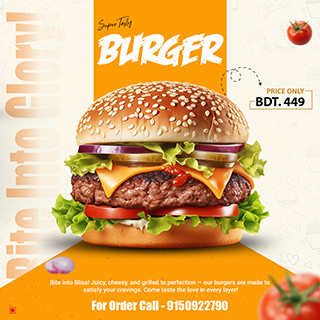 Super Tasty
BURGER
Bite Into Glory!
PRICE ONLY
BDT. 449
Bite into Bliss! Juicy, cheesy, and grilled to perfection — our burgers are made to
satisfy your cravings. Come taste the love in every layer!
For Order Call - 9150922790